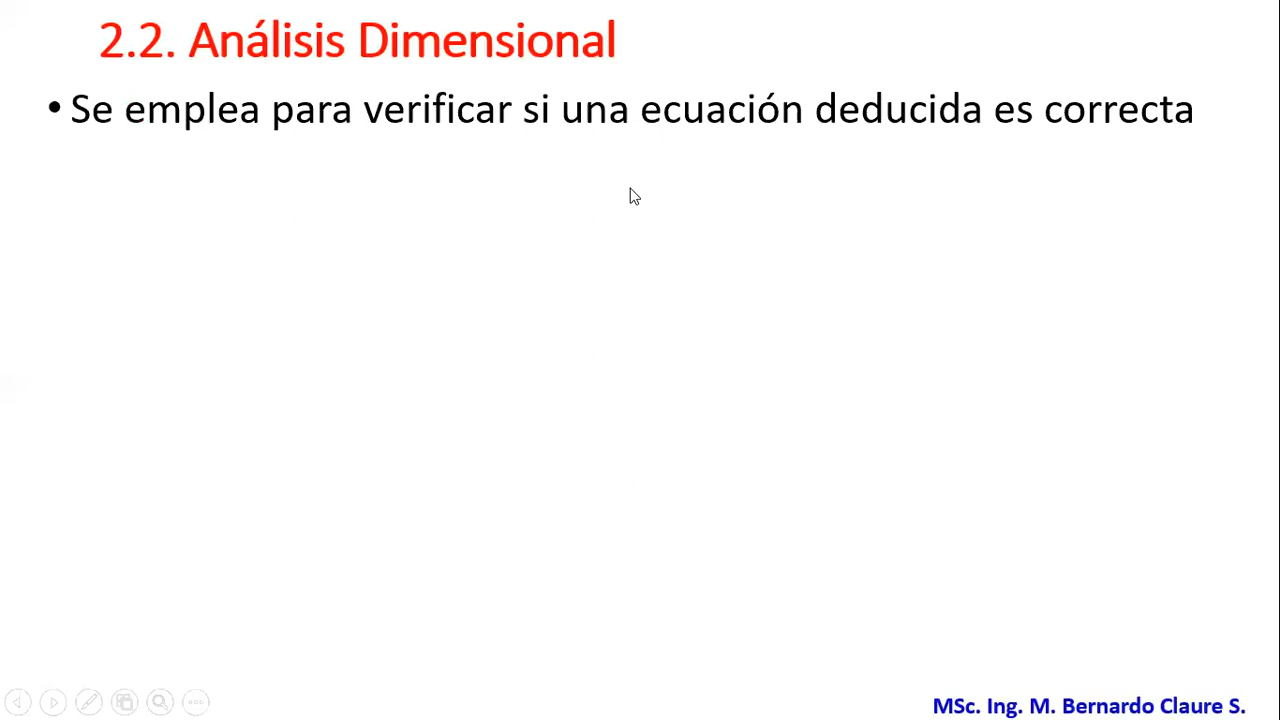 2.2. Análisis Dimensional
• Se emplea para verificar si una ecuación deducida es correcta
MSc. Ing. M. Bernardo Claure S.